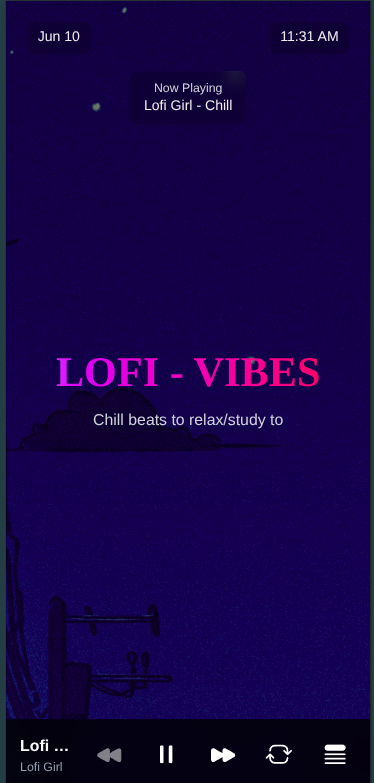 Jun 10
11:31 AM
Now Playing
Lofi Girl - Chill
LOFI - VIBES
Chill beats to relax/study to
Lofi ...
Lofi Girl